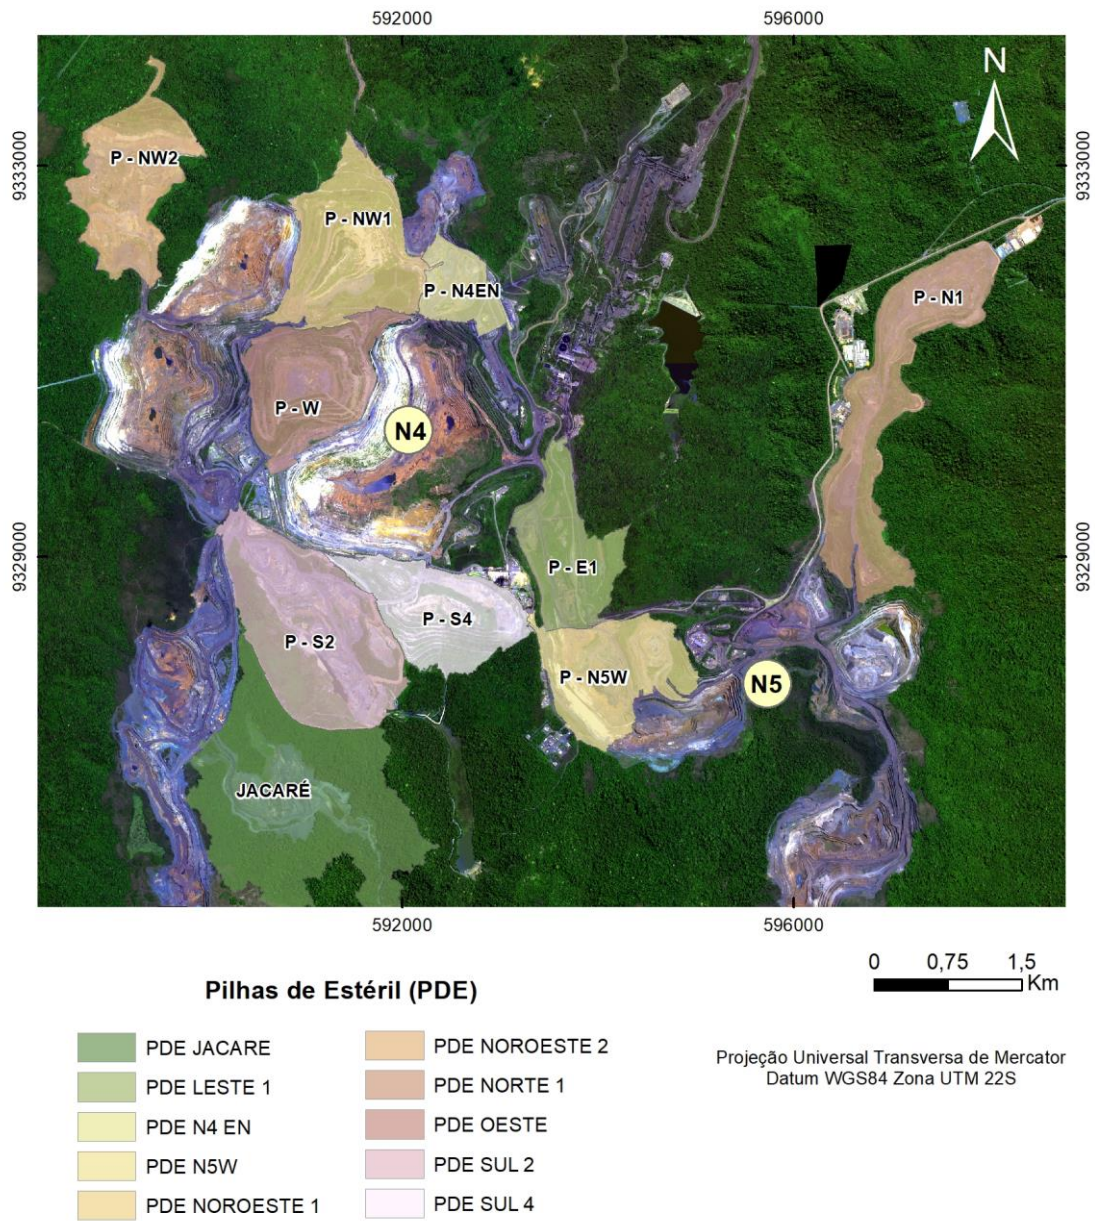 592000
596000
N
9333000
9333000
P - NW2
P - NW1
P - N4EN
P - N1
P - W
N4
9329000
9329000
P - E1
P - S4
P - S2
P - N5W
N5
JACARÉ
592000
596000
0 0,75 1,5
Km
Pilhas de Estéril (PDE)
PDE JACARE
PDE LESTE 1
PDE N4 EN
PDE N5W
PDE NOROESTE 1
PDE NOROESTE 2
PDE NORTE 1
PDE OESTE
PDE SUL 2
PDE SUL 4
Projeção Universal Transversa de Mercator
Datum WGS84 Zona UTM 22S